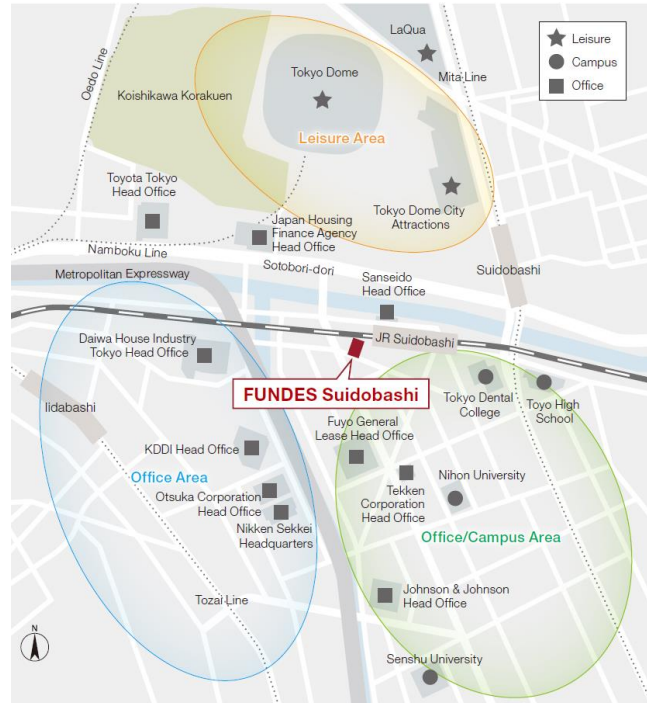 LaQua
Leisure
Campus
Office
Oedo Line
Tokyo Dome
Mita Line
Koishikawa Korakuen
Leisure Area
Toyota Tokyo
Head Office
Tokyo Dome City
Attractions
Japan Housing
Finance Agency
Head Office
Namboku Line
Sotobori-dori
Suidobashi
Metropolitan Expressway
Sanseido
Head Office
JR Suidobashi
Daiwa House Industry
Tokyo Head Office
FUNDES Suidobashi
Tokyo Dental
College
Toyo High
School
Iidabashi
Fuyo General
Lease Head Office
KDDI Head Office
Office Area
Nihon University
Tekken
Corporation
Head Office
Otsuka Corporation
Head Office
Nikken Sekkei
Headquarters
Office/Campus Area
Johnson & Johnson
Head Office
Tozai Line
N
Senshu University